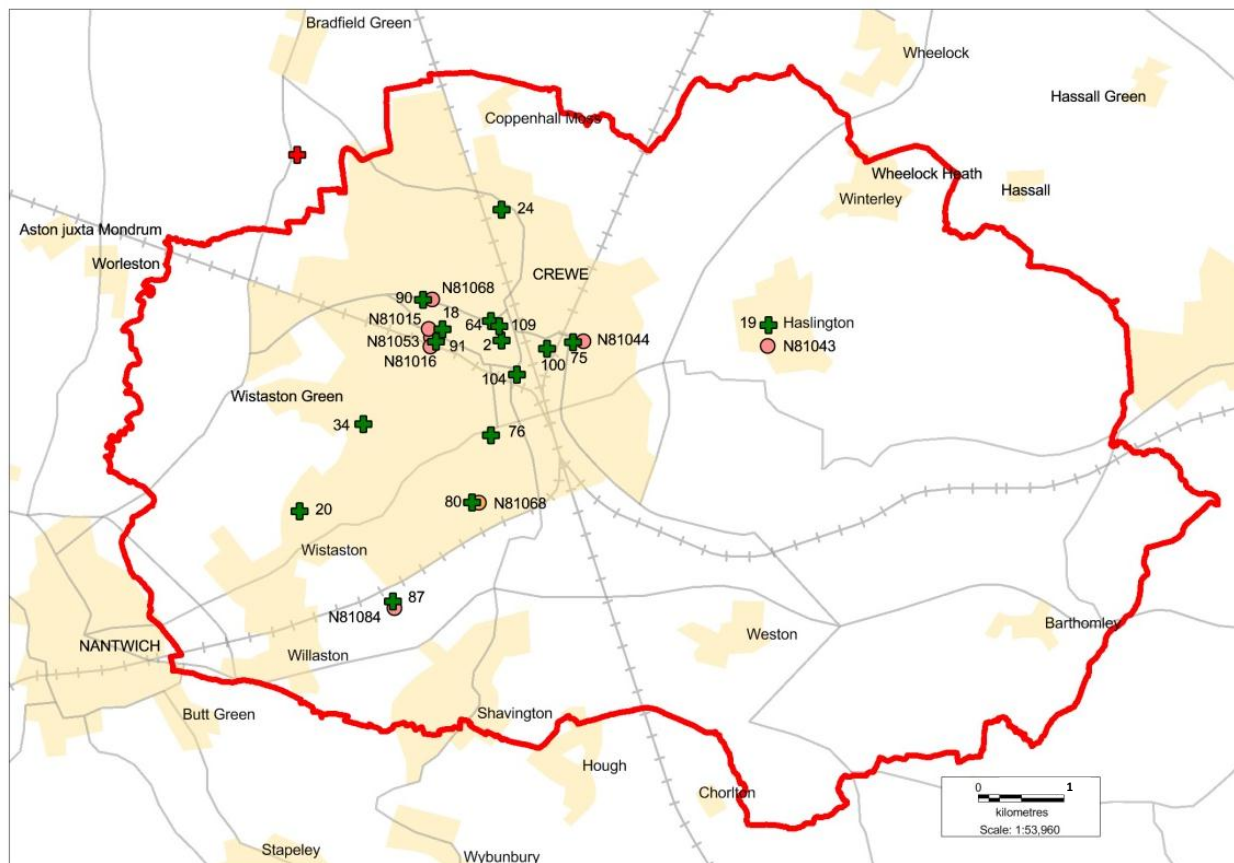 Bradfield Green
Wheelock
Hassall Green
Coppenhall Moss
Wheelock Heath
Hassall
Winterley
24
Aston juxta Mondrum
Worleston
CREWE
N81068
90
N81015
18
64
109
19
Haslington
N81053
2
N81044
N81043
91
N81016
100
75
104
Wistaston Green
34
76
80
N81068
20
Wistaston
87
N81084
Barthomley
Weston
NANTWICH
Willaston
Butt Green
Shavington
Hough
Chorlton
0 1
kilometres
Scale: 1:53,960
Stapeley
Wybunbury